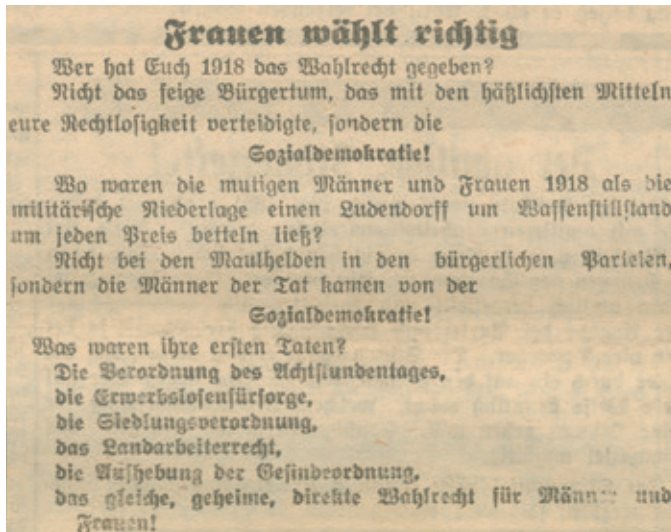 Frauen wählt richtig
Wer hat Euch 1918 das Wahlrecht gegeben?
Nicht das feige Bürgertum, das mit den häßlichsten Mitteln
eure Rechtlosigkeit verteidigte, sondern die
Sozialdemokratie!
Wo waren die mutigen Männer und Frauen 1918 als die
militärische Niederlage einen Ludendorff um Waffenstillstand
um jeden Preis betteln ließ?
Nicht bei den Maulhelden in den bürgerlichen Parteien,
sondern die Männer der Tat kamen von der
Sozialdemokratie!
Was waren ihre ersten Taten?
Die Verordnung des Achtstundentages,
die Erwerbslosenfürsorge,
die Siedlungsverordnung,
das Landarbeiterrecht,
die Aufhebung der Gesindeordnung,
das gleiche, geheime, direkte Wahlrecht für Männer und
Frauen!